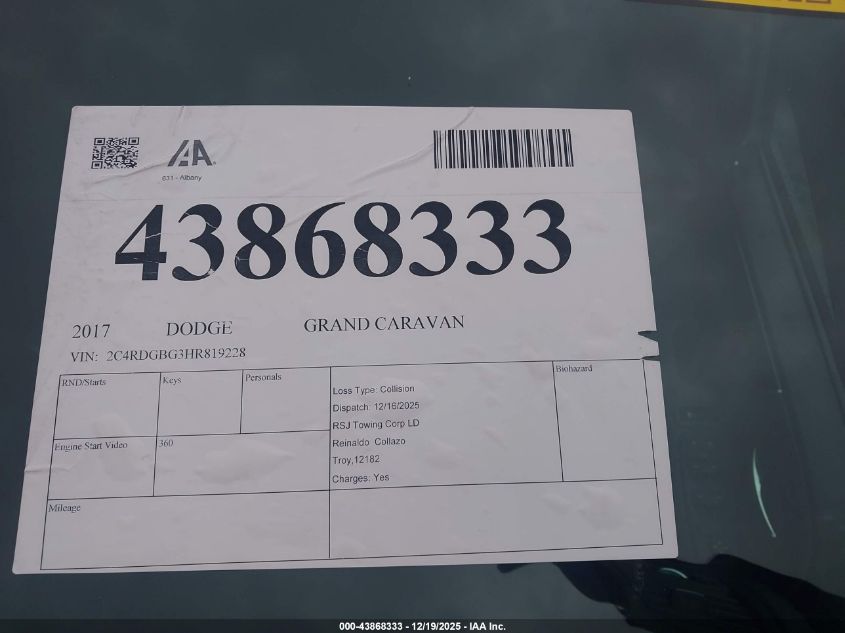 IAA
631 - Albany
43868333
2017 DODGE GRAND CARAVAN
VIN: 2C4RDGBG3HR819228
RND/Starts Keys Personals
Loss Type: Collision
Dispatch: 12/16/2025
RSJ Towing Corp LD
Reinaldo Collazo
Troy,12182
Charges: Yes
Biohazard
Engine Start Video 360
Mileage
000-43868333 - 12/19/2025 - IAA Inc.